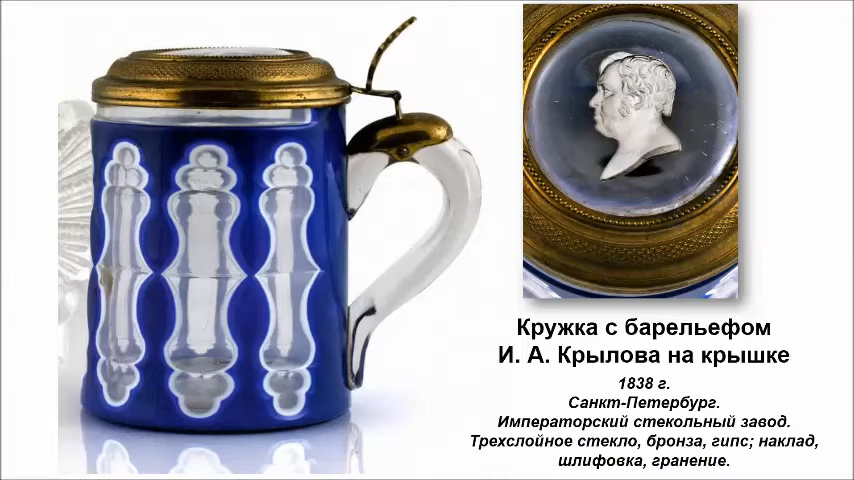 Кружка с барельефом
И. А. Крылова на крышке
1838 г.
Санкт-Петербург.
Императорский стекольный завод.
Трехслойное стекло, бронза, гипс; наклад,
шлифовка, гранение.